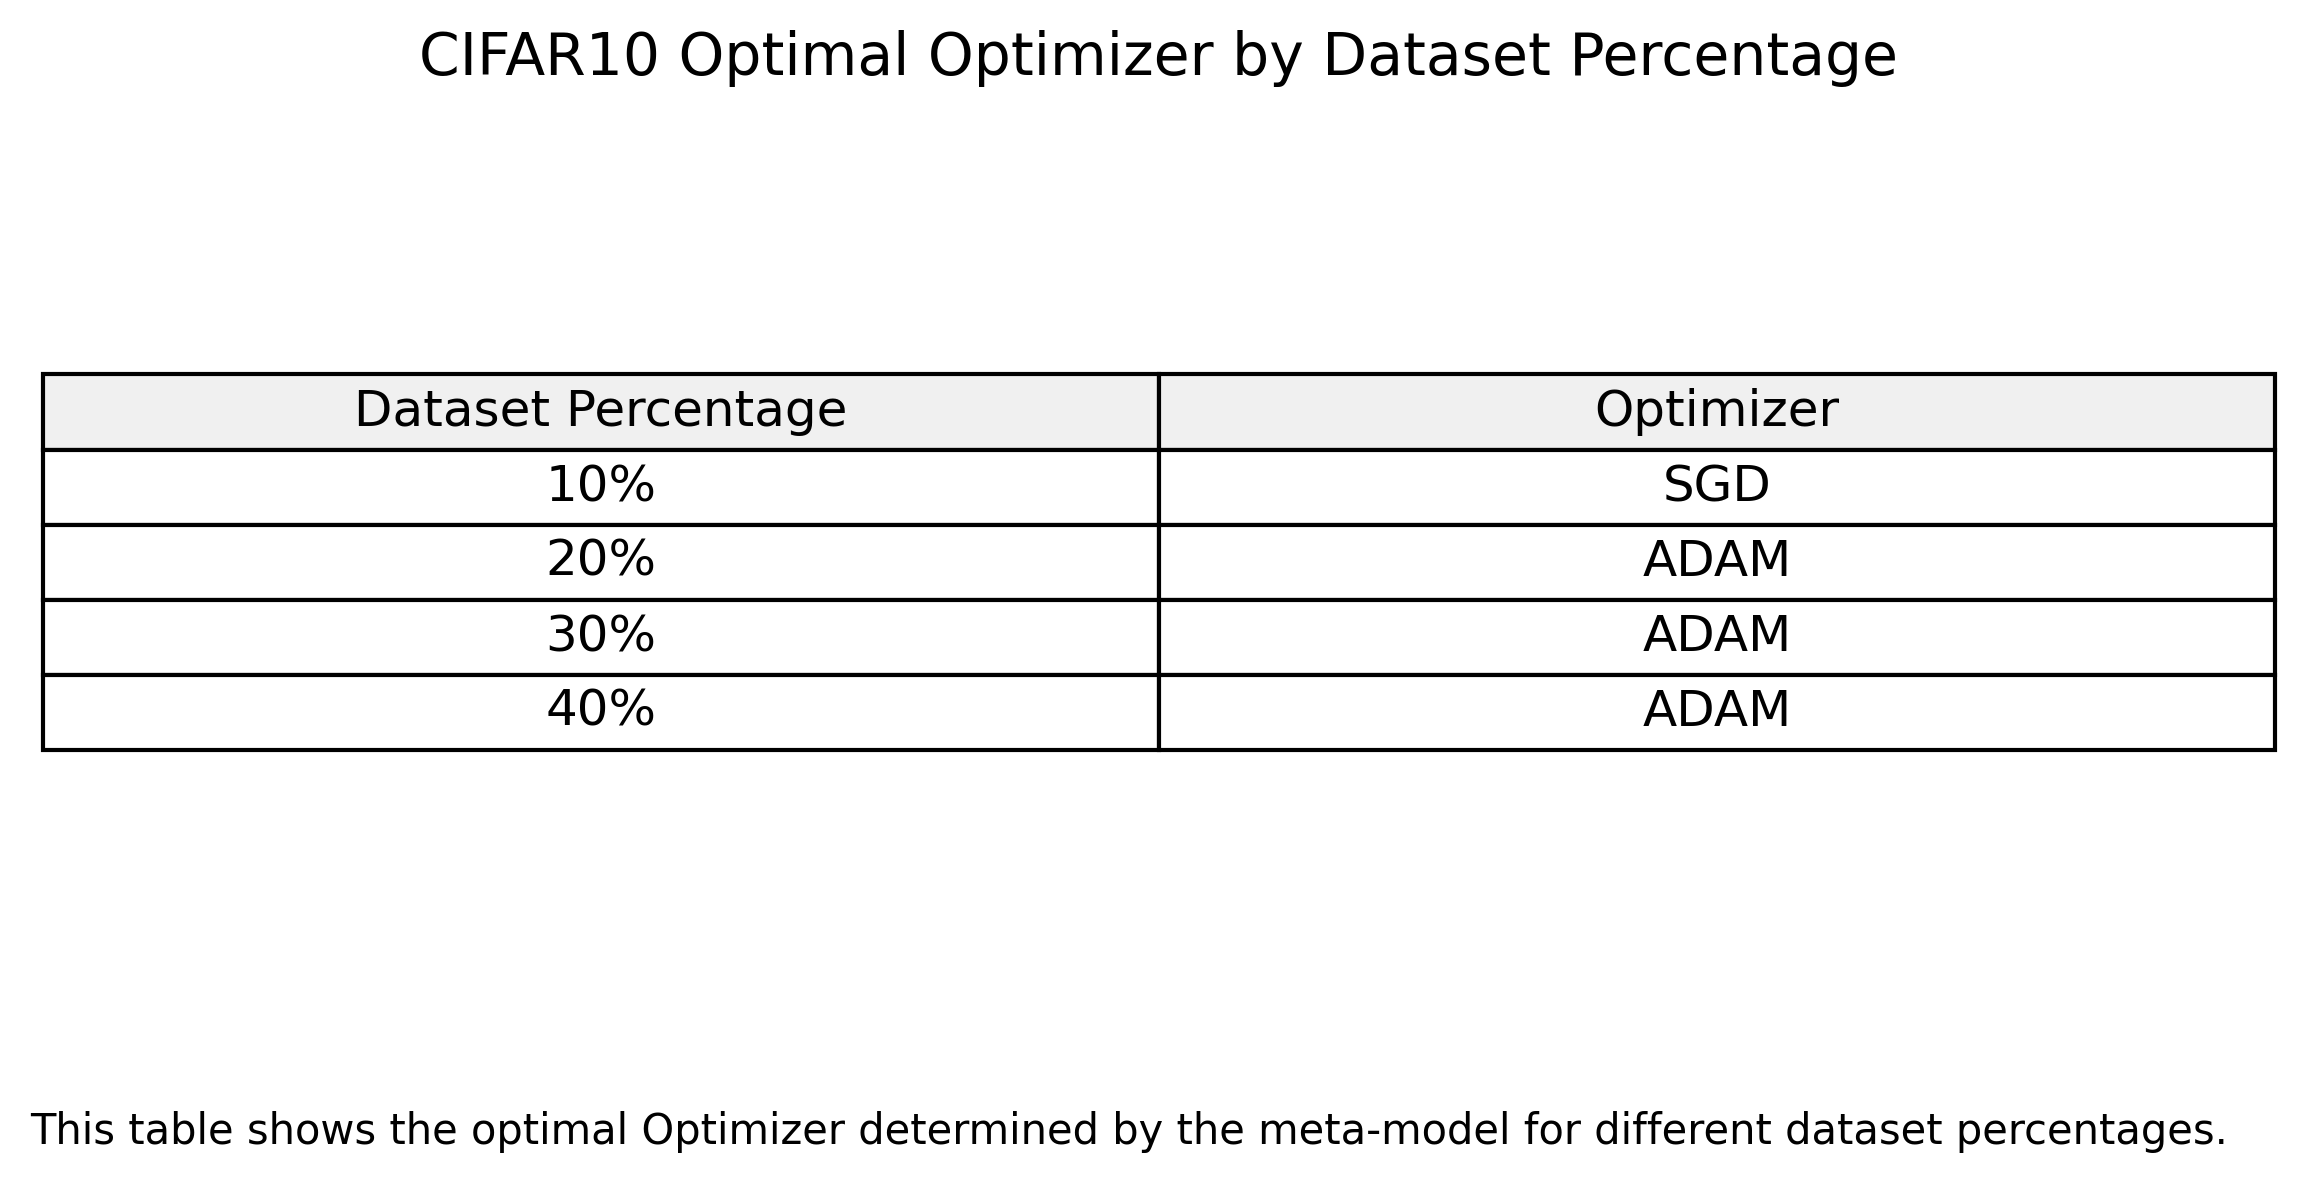 CIFAR10 Optimal Optimizer by Dataset Percentage
Dataset Percentage Optimizer
10% SGD
20% ADAM
30% ADAM
40% ADAM
This table shows the optimal Optimizer determined by the meta-model for different dataset percentages.